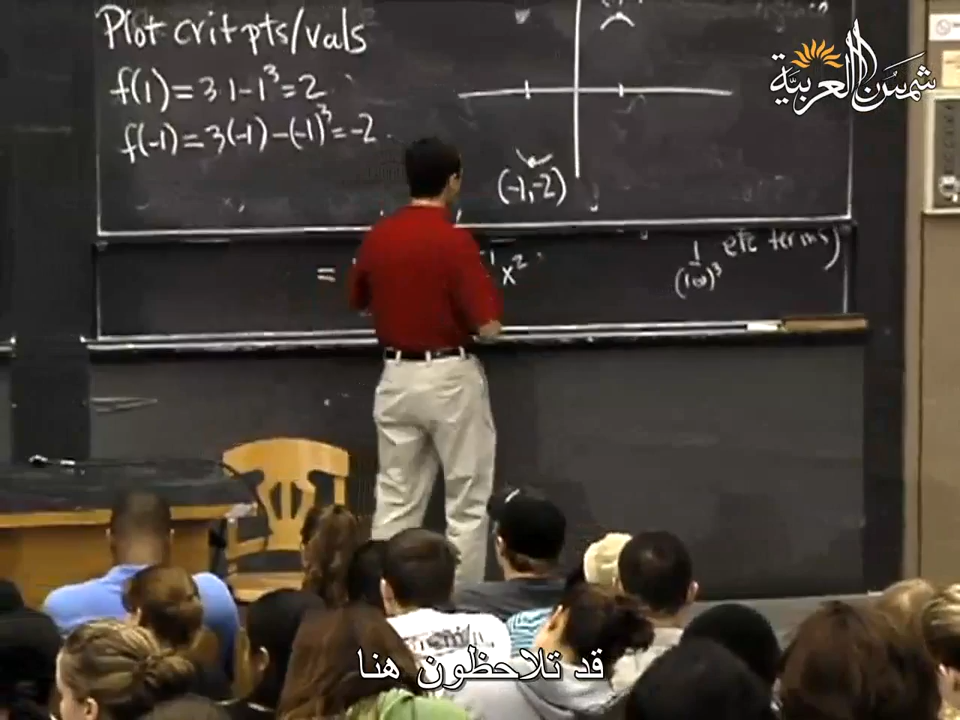 Plot crit pts/vals
f(1) = 3·1 - 1³ = 2
f(-1) = 3(-1) - (-1)³ = -2
(-1,-2)
=
x²
1/(100)³ etc terms)
شمس العربية
قد تلاحظون هنا